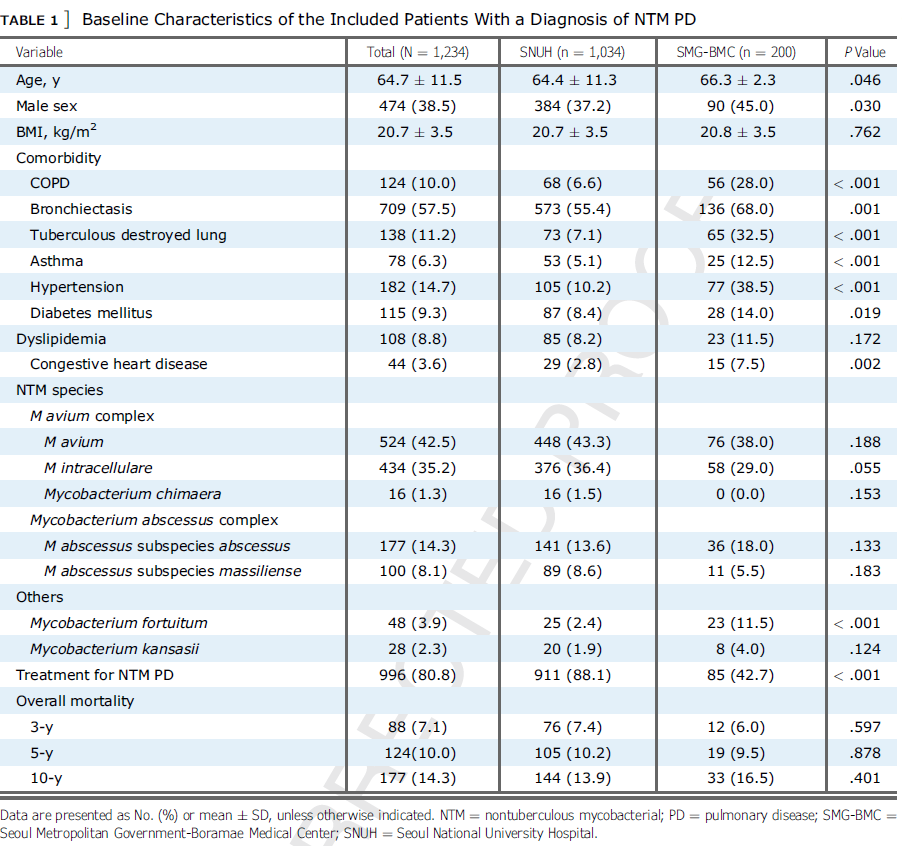 TABLE 1 ] Baseline Characteristics of the Included Patients With a Diagnosis of NTM PD
Variable Total (N = 1,234) SNUH (n = 1,034) SMG-BMC (n = 200) P Value
Age, y 64.7 ± 11.5 64.4 ± 11.3 66.3 ± 2.3 .046
Male sex 474 (38.5) 384 (37.2) 90 (45.0) .030
BMI, kg/m² 20.7 ± 3.5 20.7 ± 3.5 20.8 ± 3.5 .762
Comorbidity
COPD 124 (10.0) 68 (6.6) 56 (28.0) < .001
Bronchiectasis 709 (57.5) 573 (55.4) 136 (68.0) .001
Tuberculous destroyed lung 138 (11.2) 73 (7.1) 65 (32.5) < .001
Asthma 78 (6.3) 53 (5.1) 25 (12.5) < .001
Hypertension 182 (14.7) 105 (10.2) 77 (38.5) < .001
Diabetes mellitus 115 (9.3) 87 (8.4) 28 (14.0) .019
Dyslipidemia 108 (8.8) 85 (8.2) 23 (11.5) .172
Congestive heart disease 44 (3.6) 29 (2.8) 15 (7.5) .002
NTM species
M avium complex
M avium 524 (42.5) 448 (43.3) 76 (38.0) .188
M intracellulare 434 (35.2) 376 (36.4) 58 (29.0) .055
Mycobacterium chimaera 16 (1.3) 16 (1.5) 0 (0.0) .153
Mycobacterium abscessus complex
M abscessus subspecies abscessus 177 (14.3) 141 (13.6) 36 (18.0) .133
M abscessus subspecies massiliense 100 (8.1) 89 (8.6) 11 (5.5) .183
Others
Mycobacterium fortuitum 48 (3.9) 25 (2.4) 23 (11.5) < .001
Mycobacterium kansasii 28 (2.3) 20 (1.9) 8 (4.0) .124
Treatment for NTM PD 996 (80.8) 911 (88.1) 85 (42.7) < .001
Overall mortality
3-y 88 (7.1) 76 (7.4) 12 (6.0) .597
5-y 124(10.0) 105 (10.2) 19 (9.5) .878
10-y 177 (14.3) 144 (13.9) 33 (16.5) .401
Data are presented as No. (%) or mean ± SD, unless otherwise indicated. NTM = nontuberculous mycobacterial; PD = pulmonary disease; SMG-BMC =
Seoul Metropolitan Government-Boramae Medical Center; SNUH = Seoul National University Hospital.